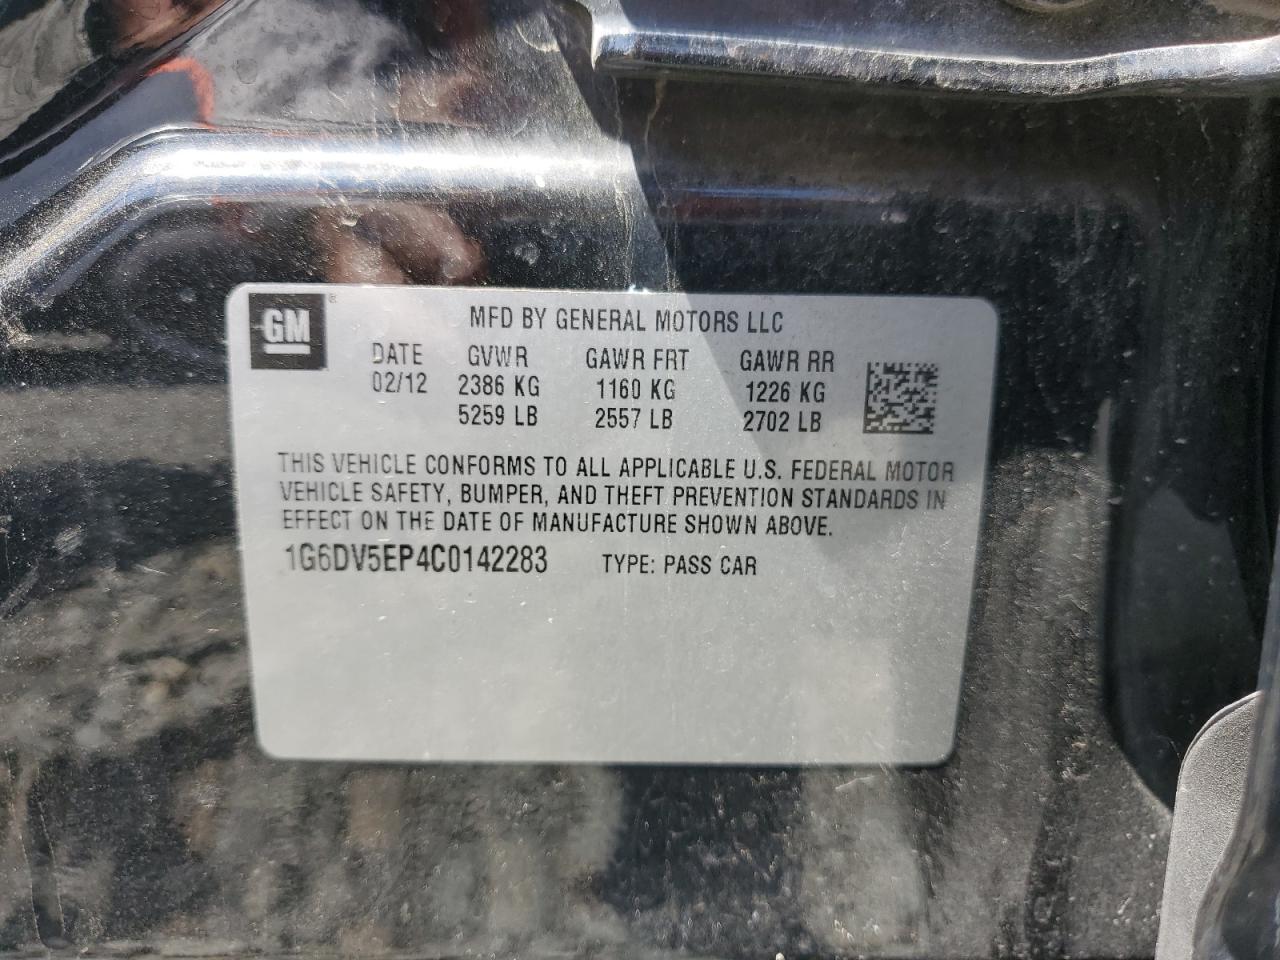 GM
MFD BY GENERAL MOTORS LLC
DATE GVWR GAWR FRT GAWR RR
02/12 2386 KG 1160 KG 1226 KG
5259 LB 2557 LB 2702 LB
THIS VEHICLE CONFORMS TO ALL APPLICABLE U.S. FEDERAL MOTOR
VEHICLE SAFETY, BUMPER, AND THEFT PREVENTION STANDARDS IN
EFFECT ON THE DATE OF MANUFACTURE SHOWN ABOVE.
1G6DV5EP4C0142283 TYPE: PASS CAR